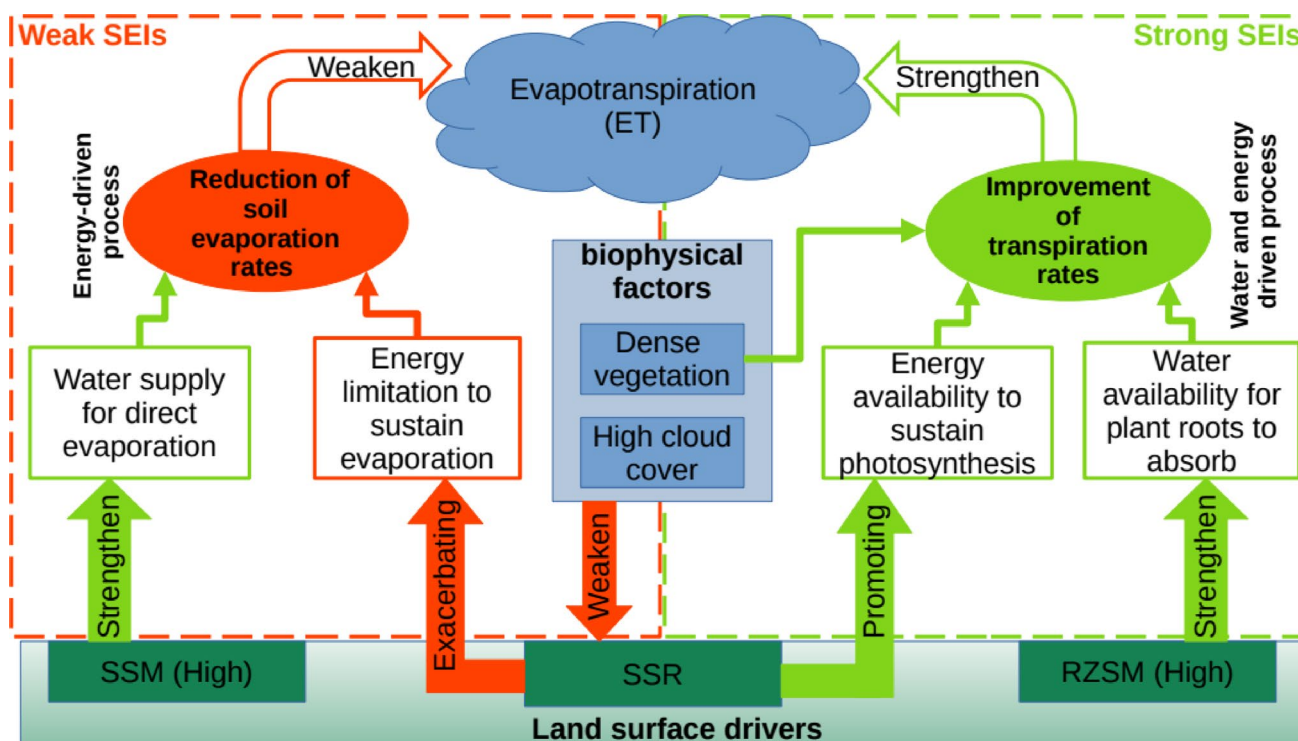 Weak SEIs
Strong SEIs
Weaken
Evapotranspiration
(ET)
Strengthen
Energy-driven
process
Reduction of
soil
evaporation
rates
Improvement
of
transpiration
rates
Water and energy
driven process
biophysical
factors
Dense
vegetation
High cloud
cover
Water supply
for direct
evaporation
Energy
limitation to
sustain
evaporation
Energy
availability to
sustain
photosynthesis
Water
availability for
plant roots to
absorb
Strengthen
Exacerbating
Weaken
Promoting
Strengthen
SSM (High)
SSR
RZSM (High)
Land surface drivers